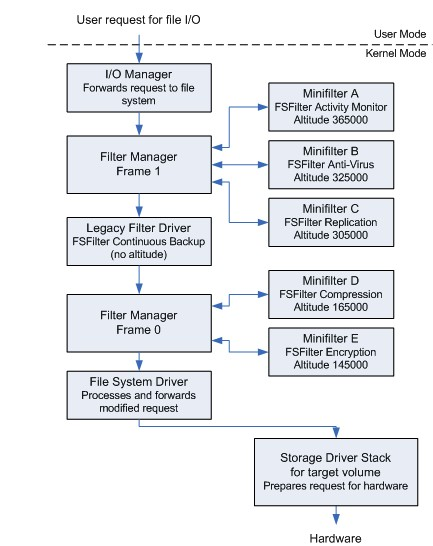 User request for file I/O
User Mode
Kernel Mode
I/O Manager
Forwards request to file
system
Minifilter A
FSFilter Activity Monitor
Altitude 365000
Filter Manager
Frame 1
Minifilter B
FSFilter Anti-Virus
Altitude 325000
Minifilter C
FSFilter Replication
Altitude 305000
Legacy Filter Driver
FSFilter Continuous Backup
(no altitude)
Minifilter D
FSFilter Compression
Altitude 165000
Filter Manager
Frame 0
Minifilter E
FSFilter Encryption
Altitude 145000
File System Driver
Processes and forwards
modified request
Storage Driver Stack
for target volume
Prepares request for hardware
Hardware